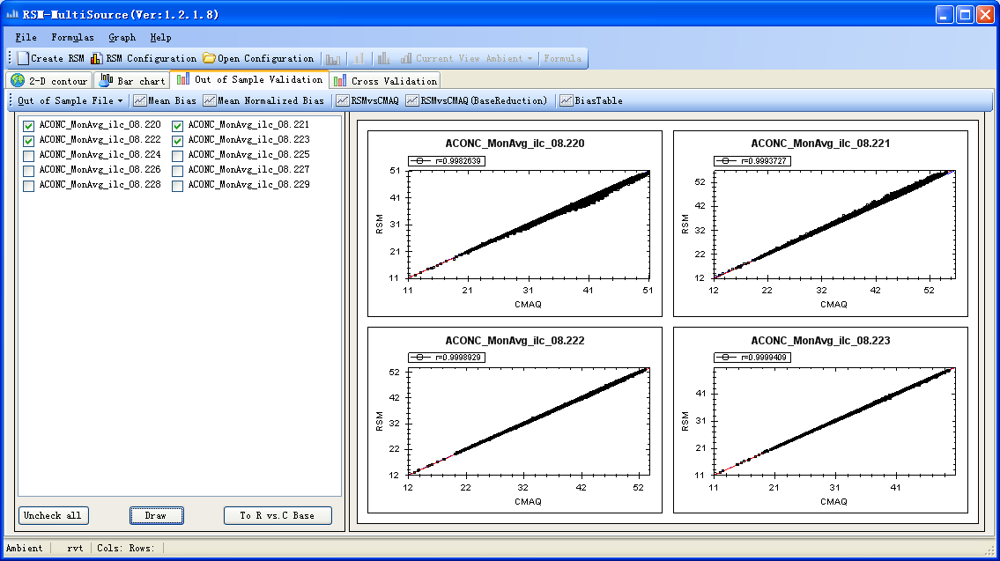 RSM-MultiSource(Ver:1.2.1.8)
File Formulas Graph Help
Create RSM RSM Configuration Open Configuration Current View Ambient Formula
2-D contour Bar chart Out of Sample Validation Cross Validation
Out of Sample File Mean Bias Mean Normalized Bias RSMvsCMAQ RSMvsCMAQ(BaseReduction) BiasTable
ACONC_MonAvg_ilc_08.220 ACONC_MonAvg_ilc_08.221
ACONC_MonAvg_ilc_08.222 ACONC_MonAvg_ilc_08.223
ACONC_MonAvg_ilc_08.224 ACONC_MonAvg_ilc_08.225
ACONC_MonAvg_ilc_08.226 ACONC_MonAvg_ilc_08.227
ACONC_MonAvg_ilc_08.228 ACONC_MonAvg_ilc_08.229
Uncheck all Draw To R vs.C Base
ACONC_MonAvg_ilc_08.220
r=0.9982639
51
41
31
21
11
RSM
11 21 31 41 51
CMAQ
ACONC_MonAvg_ilc_08.221
r=0.9993727
52
42
32
22
12
RSM
12 22 32 42 52
CMAQ
ACONC_MonAvg_ilc_08.222
r=0.9998929
52
42
32
22
12
RSM
12 22 32 42 52
CMAQ
ACONC_MonAvg_ilc_08.223
r=0.9999409
41
31
21
11
RSM
11 21 31 41
CMAQ
Ambient rvt Cols: Rows: